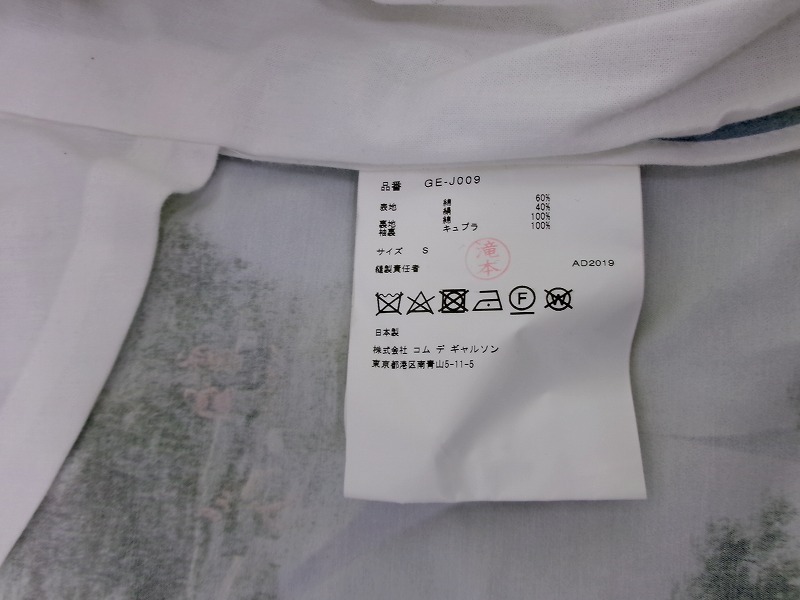 品番 GE-J009
表地 綿 60%
絹 40%
裏地 綿 100%
袖裏 キュプラ 100%
サイズ S
縫製責任者 滝本 AD2019
F W
日本製
株式会社 コム デ ギャルソン
東京都港区南青山5-11-5